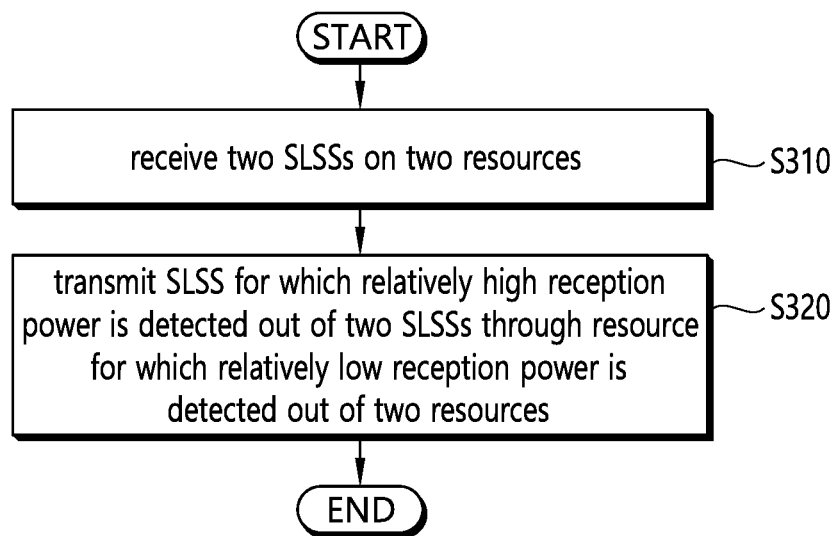 START
receive two SLSSs on two resources
S310
transmit SLSS for which relatively high reception
power is detected out of two SLSSs through resource
for which relatively low reception power is
detected out of two resources
S320
END